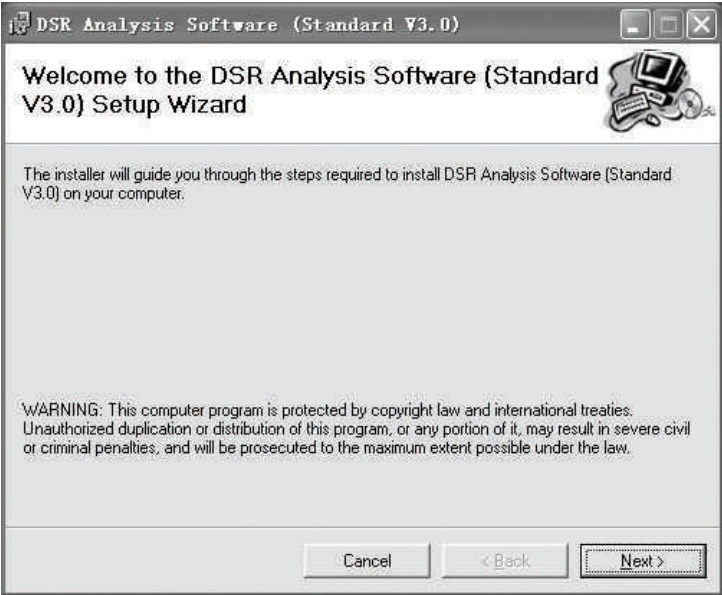 DSR Analysis Software (Standard V3.0)
Welcome to the DSR Analysis Software (Standard
V3.0) Setup Wizard
The installer will guide you through the steps required to install DSR Analysis Software (Standard
V3.0) on your computer.
WARNING: This computer program is protected by copyright law and international treaties.
Unauthorized duplication or distribution of this program, or any portion of it, may result in severe civil
or criminal penalties, and will be prosecuted to the maximum extent possible under the law.
Cancel < Back Next >